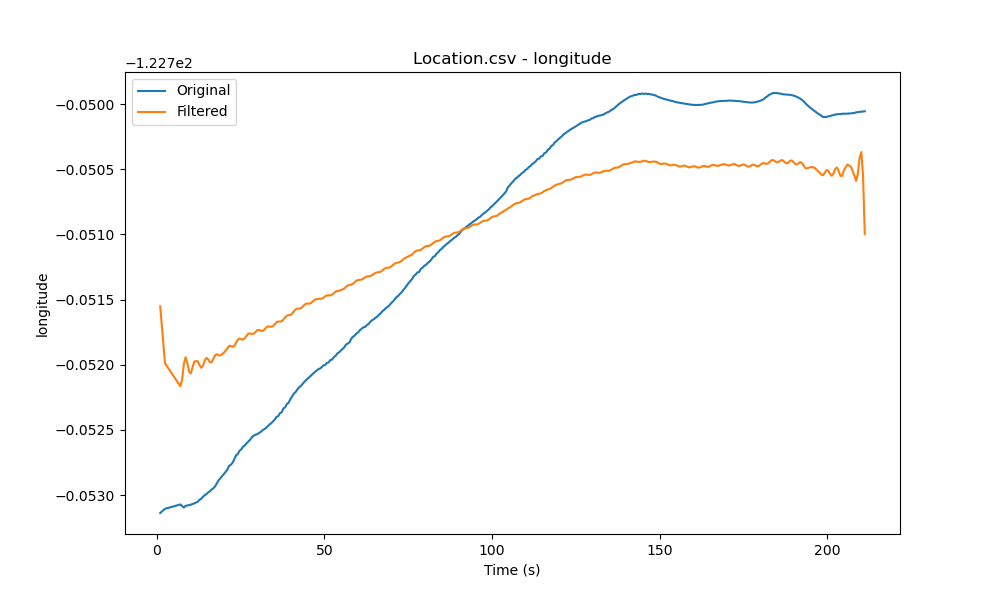 Location.csv - longitude
−1.227e2
Original
Filtered
−0.0500
−0.0505
−0.0510
−0.0515
−0.0520
−0.0525
−0.0530
longitude
0 50 100 150 200
Time (s)